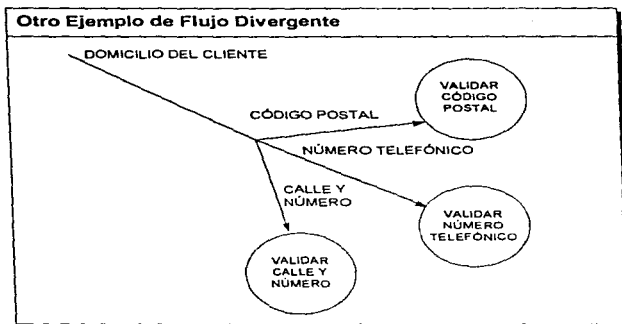 Otro Ejemplo de Flujo Divergente
DOMICILIO DEL CLIENTE
CÓDIGO POSTAL
VALIDAR
CÓDIGO
POSTAL
NÚMERO TELEFÓNICO
CALLE Y
NÚMERO
VALIDAR
NÚMERO
TELEFÓNICO
VALIDAR
CALLE Y
NÚMERO